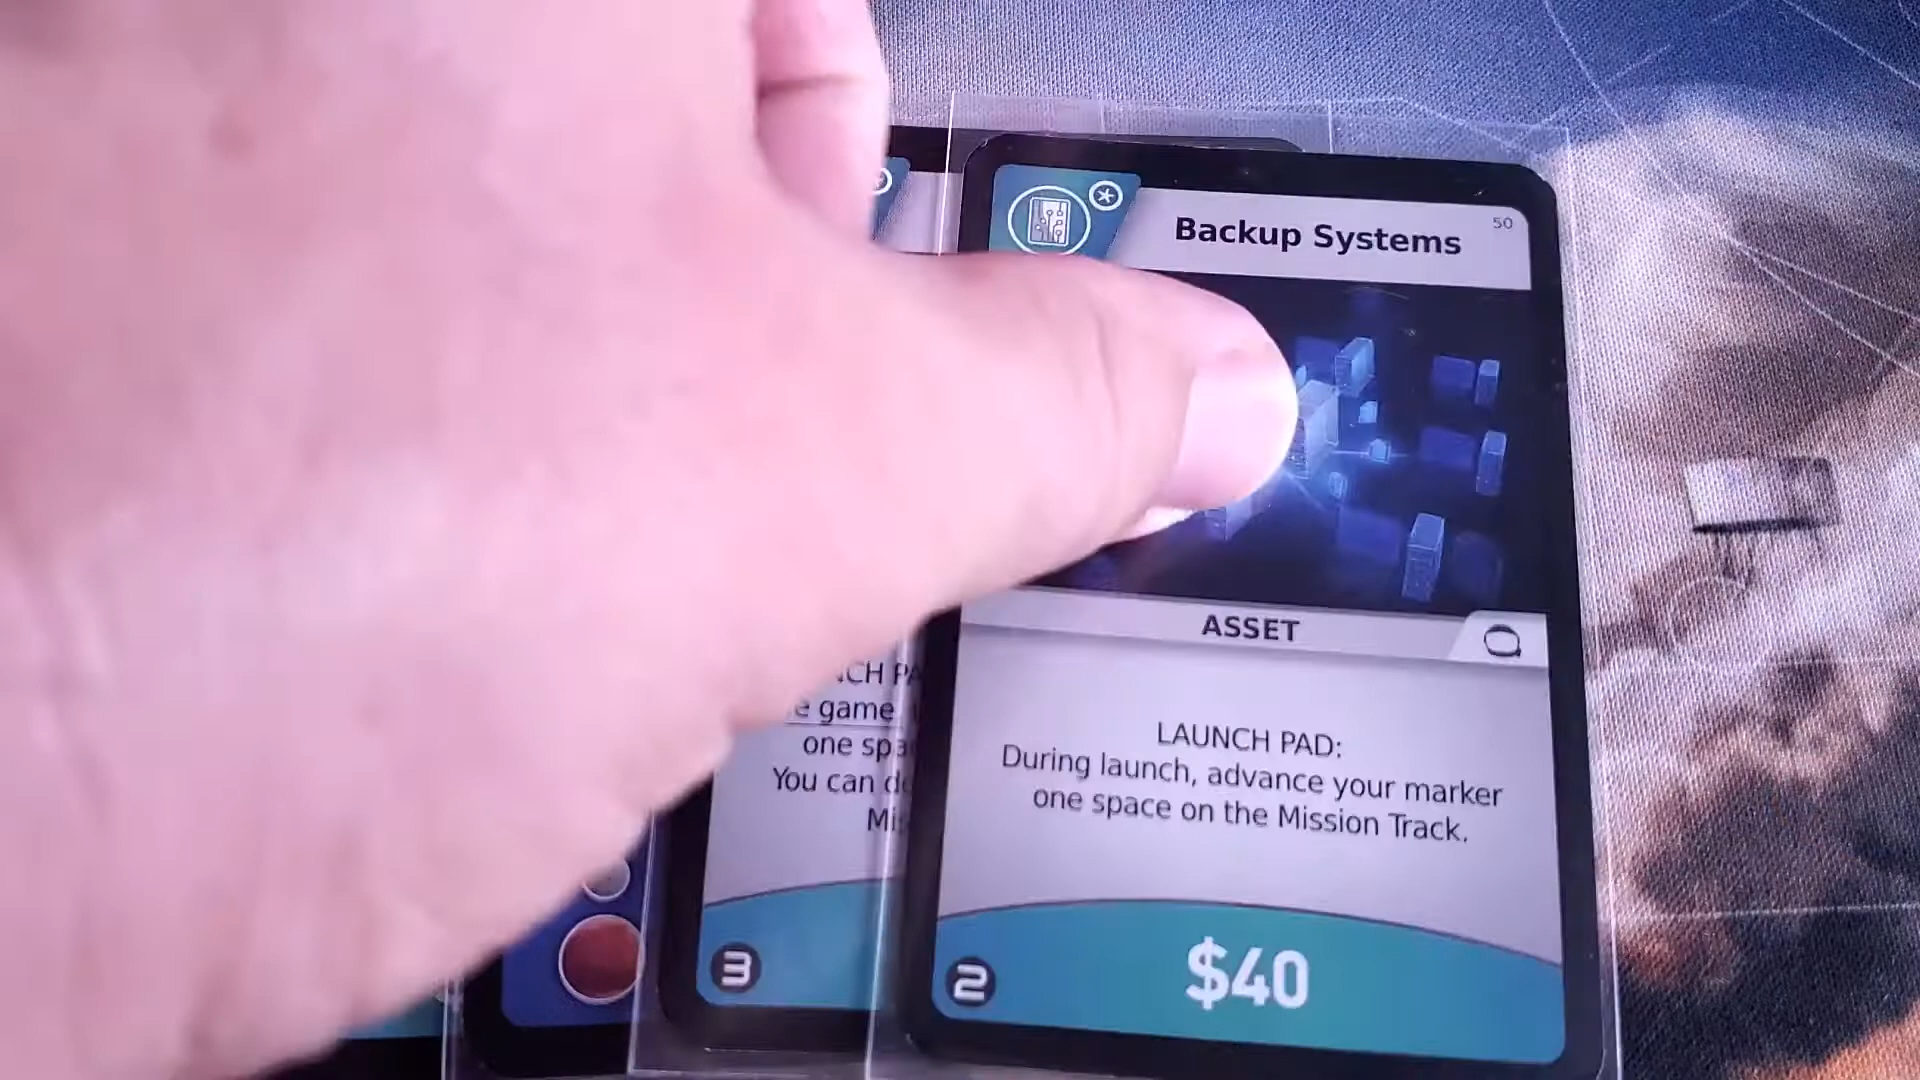 50
Backup Systems
ASSET
LAUNCH PAD:
During launch, advance your marker
one space on the Mission Track.
$40
2
game
one
You can
3